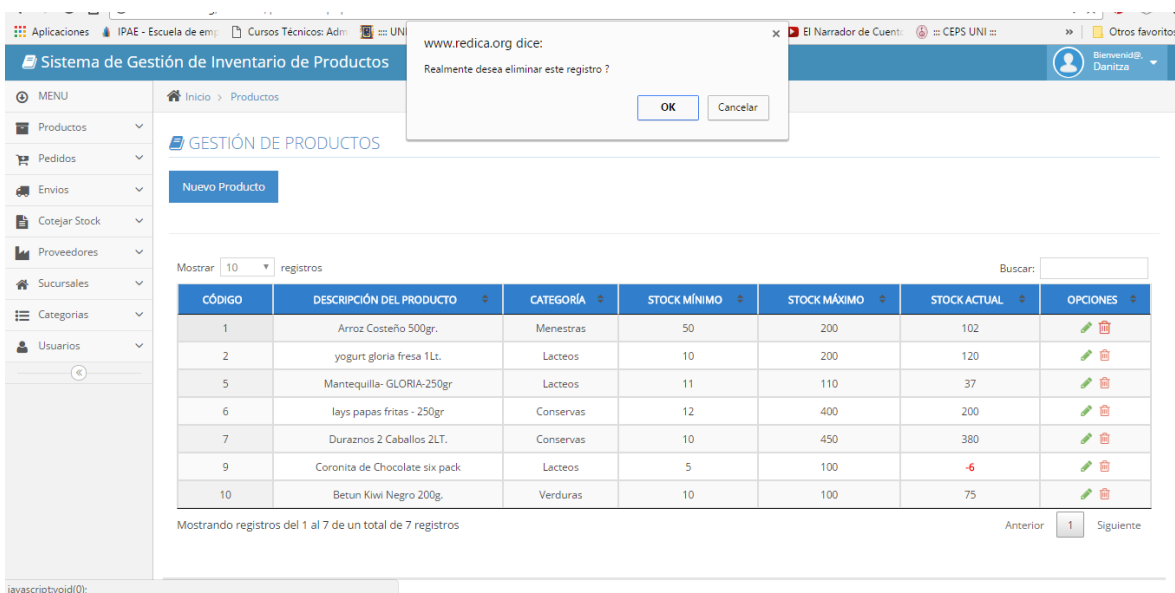 Aplicaciones IPAE - Escuela de emp Cursos Técnicos: Adm :::: UNI El Narrador de Cuento ::: CEPS UNI ::: » Otros favoritos
www.redica.org dice:
Realmente desea eliminar este registro ?
OK Cancelar
Sistema de Gestión de Inventario de Productos
Bienvenid@,
Danitza
MENU
Productos
Pedidos
Envios
Cotejar Stock
Proveedores
Sucursales
Categorias
Usuarios
Inicio > Productos
GESTIÓN DE PRODUCTOS
Nuevo Producto
Mostrar 10 registros Buscar:
CÓDIGO DESCRIPCIÓN DEL PRODUCTO CATEGORÍA STOCK MÍNIMO STOCK MÁXIMO STOCK ACTUAL OPCIONES
1 Arroz Costeño 500gr. Menestras 50 200 102
2 yogurt gloria fresa 1Lt. Lacteos 10 200 120
5 Mantequilla- GLORIA-250gr Lacteos 11 110 37
6 lays papas fritas - 250gr Conservas 12 400 200
7 Duraznos 2 Caballos 2LT. Conservas 10 450 380
9 Coronita de Chocolate six pack Lacteos 5 100 -6
10 Betun Kiwi Negro 200g. Verduras 10 100 75
Mostrando registros del 1 al 7 de un total de 7 registros
Anterior 1 Siguiente
javascript:void(0);